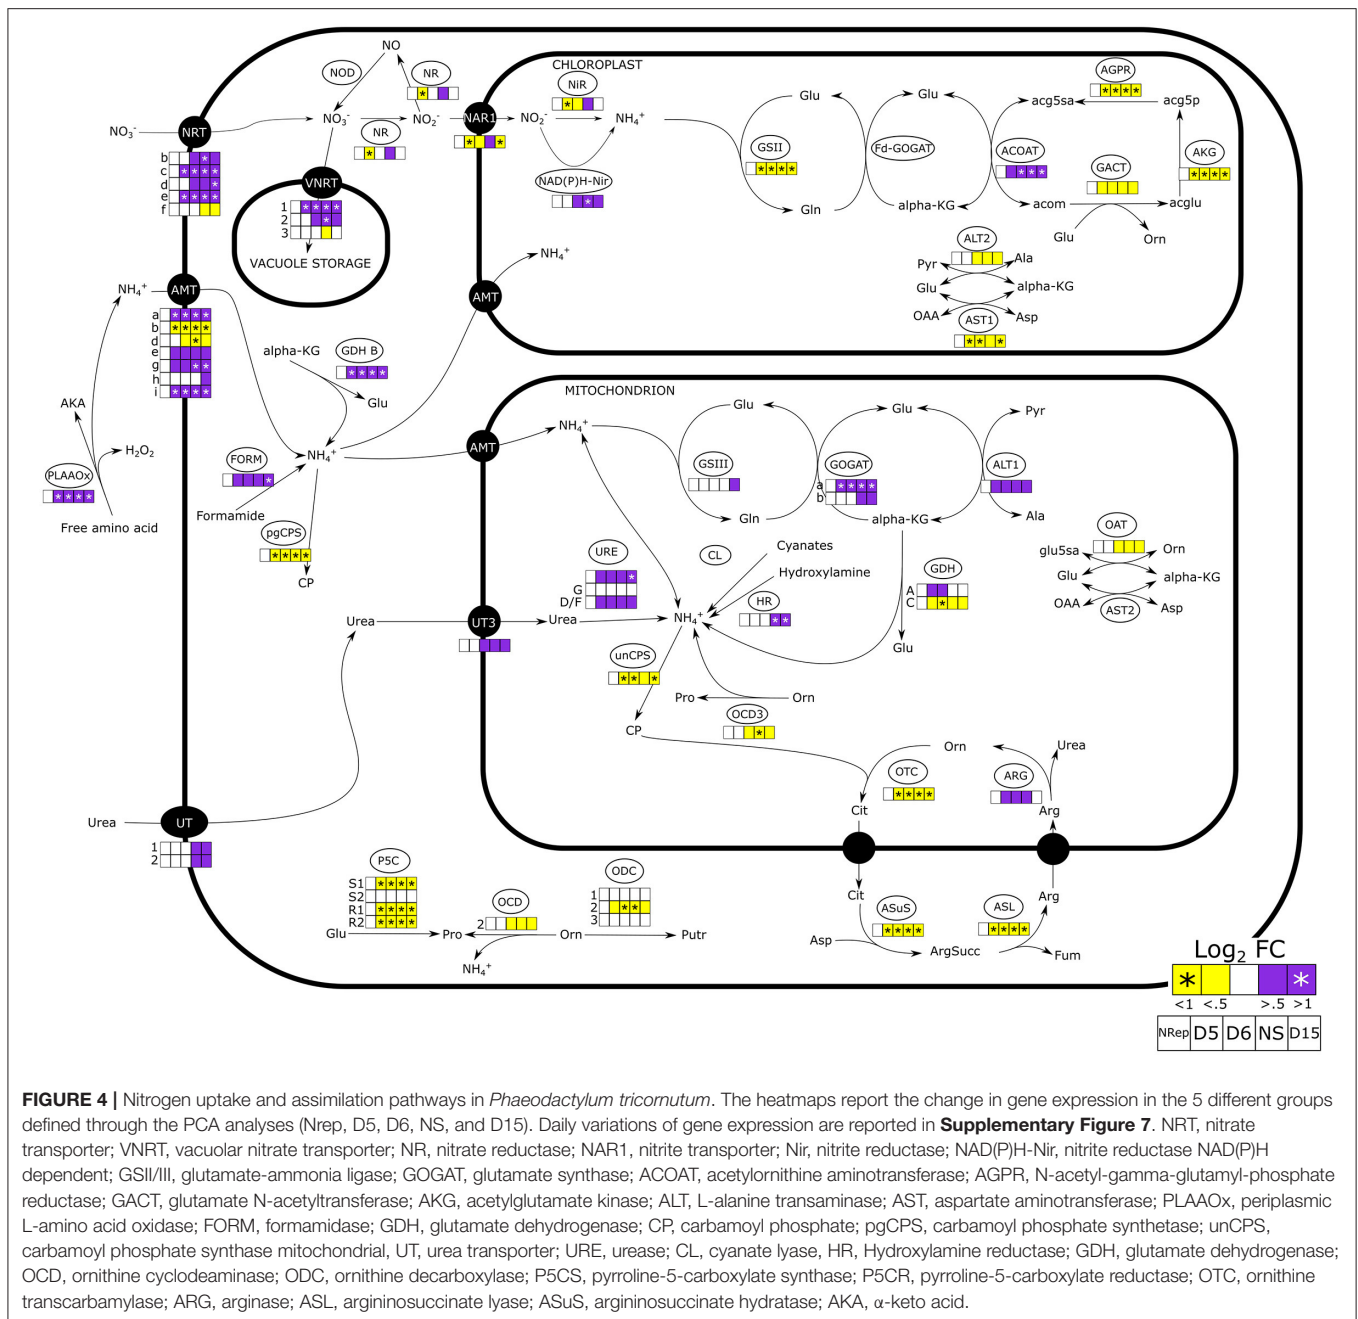 NO
NOD
NR
CHLOROPLAST
NiR
AGPR
* * * *
*
*
Glu
Glu
acg5sa
acg5p
NO₃⁻
NRT
NO₃⁻
NO₂⁻
NAR1
NO₂⁻
NH₄⁺
NR
*
* *
GSII
* * * *
Fd-GOGAT
ACOAT
* * *
GACT
AKG
* * * *
b *
c * * * *
d *
e * * * *
f
VNRT
1 * * * *
2 *
3
VACUOLE STORAGE
NAD(P)H-Nir
*
Gln
alpha-KG
acom
acglu
Glu
Orn
ALT2
Pyr
Ala
Glu
alpha-KG
OAA
Asp
AST1
* * * *
NH₄⁺
AMT
NH₄⁺
AMT
a * * * *
b * * * *
d *
e
g * *
h
i * * * *
alpha-KG
GDH B
* * * *
Glu
MITOCHONDRION
AKA
H₂O₂
PLAAOx
* * * *
Free amino acid
FORM
*
NH₄⁺
Formamide
pgCPS
* * * *
CP
AMT
NH₄⁺
Glu
Glu
Pyr
GSIII
GOGAT
a * * * *
b
ALT1
Gln
alpha-KG
Ala
OAT
glu5sa
Orn
Glu
alpha-KG
OAA
Asp
AST2
URE
*
G
D/F
CL
Cyanates
Hydroxylamine
HR
* *
GDH
A
C *
Glu
Urea
UT3
Urea
NH₄⁺
unCPS
* * *
Pro
Orn
OCD3
*
CP
Orn
Urea
OTC
* * * *
ARG
Cit
Arg
Urea
UT
1
2
P5C
S1 * * * *
S2
R1 * * * *
R2 * * * *
OCD
2
ODC
1
2 * *
3
Glu
Pro
Orn
Putr
NH₄⁺
Cit
Arg
ASuS
* * * *
ASL
* * * *
Asp
ArgSucc
Fum
Log₂ FC
* *
<1 <.5 >.5 >1
NRep D5 D6 NS D15
FIGURE 4 | Nitrogen uptake and assimilation pathways in Phaeodactylum tricornutum. The heatmaps report the change in gene expression in the 5 different groups
defined through the PCA analyses (Nrep, D5, D6, NS, and D15). Daily variations of gene expression are reported in Supplementary Figure 7. NRT, nitrate
transporter; VNRT, vacuolar nitrate transporter; NR, nitrate reductase; NAR1, nitrite transporter; Nir, nitrite reductase; NAD(P)H-Nir, nitrite reductase NAD(P)H
dependent; GSII/III, glutamate-ammonia ligase; GOGAT, glutamate synthase; ACOAT, acetylornithine aminotransferase; AGPR, N-acetyl-gamma-glutamyl-phosphate
reductase; GACT, glutamate N-acetyltransferase; AKG, acetylglutamate kinase; ALT, L-alanine transaminase; AST, aspartate aminotransferase; PLAAOx, periplasmic
L-amino acid oxidase; FORM, formamidase; GDH, glutamate dehydrogenase; CP, carbamoyl phosphate; pgCPS, carbamoyl phosphate synthetase; unCPS,
carbamoyl phosphate synthase mitochondrial, UT, urea transporter; URE, urease; CL, cyanate lyase, HR, Hydroxylamine reductase; GDH, glutamate dehydrogenase;
OCD, ornithine cyclodeaminase; ODC, ornithine decarboxylase; P5CS, pyrroline-5-carboxylate synthase; P5CR, pyrroline-5-carboxylate reductase; OTC, ornithine
transcarbamylase; ARG, arginase; ASL, argininosuccinate lyase; ASuS, argininosuccinate hydratase; AKA, α-keto acid.